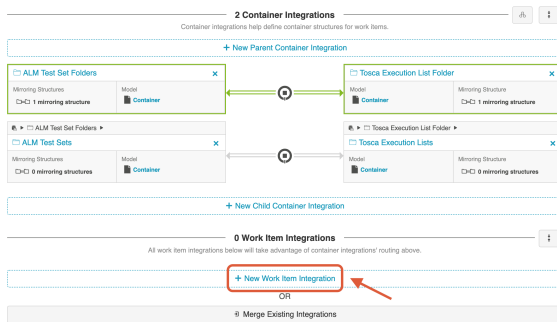 2 Container Integrations
Container integrations help define container structures for work items.
+ New Parent Container Integration
ALM Test Set Folders ×
Mirroring Structures Model
1 mirroring structure Container
Tosca Execution List Folder ×
Model Mirroring Structure
Container 1 mirroring structure
ALM Test Set Folders
ALM Test Sets ×
Mirroring Structures Model
0 mirroring structures Container
Tosca Execution List Folder
Tosca Execution Lists ×
Model Mirroring Structures
Container 0 mirroring structures
+ New Child Container Integration
0 Work Item Integrations
All work item integrations below will take advantage of container integrations' routing above.
+ New Work Item Integration
OR
Merge Existing Integrations